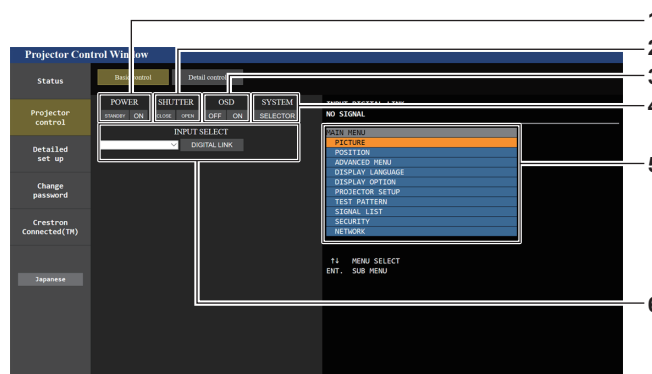 1
Projector Control Window
2
Status
Basic control
Detail control
3
POWER
SHUTTER
OSD
SYSTEM
4
STANDBY
ON
CLOSE
OPEN
OFF
ON
SELECTOR
INPUT DIGITAL LINK
NO SIGNAL
Projector
control
INPUT SELECT
DIGITAL LINK
MAIN MENU
PICTURE
POSITION
ADVANCED MENU
DISPLAY LANGUAGE
DISPLAY OPTION
PROJECTOR SETUP
TEST PATTERN
SIGNAL LIST
SECURITY
NETWORK
5
Detailed
set up
Change
password
Crestron
Connected(TM)
↑↓ MENU SELECT
ENT. SUB MENU
Japanese
6